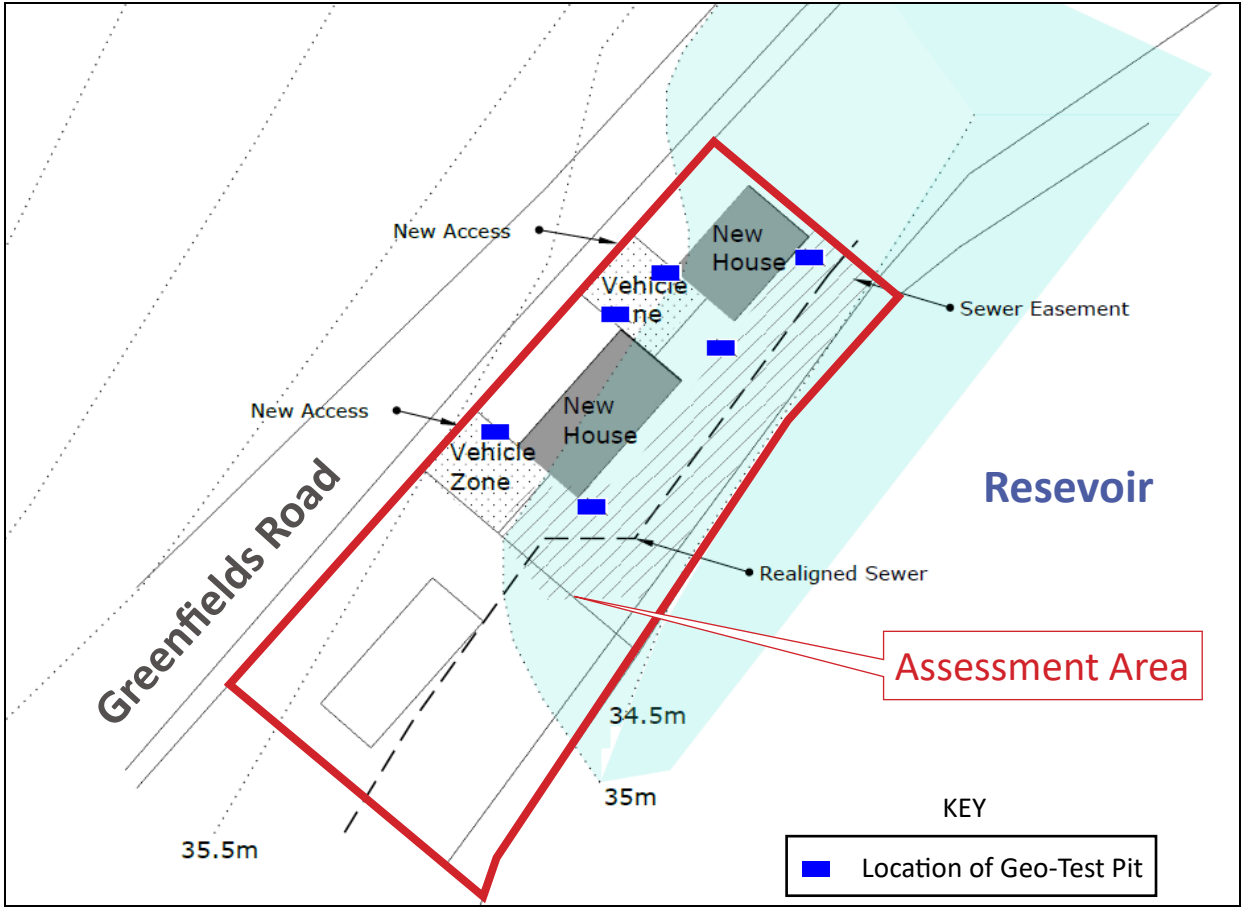 New Access
New
House
Vehicle
ne
Sewer Easement
New Access
New
House
Vehicle
Zone
Greenfields Road
Resevoir
Realigned Sewer
Assessment Area
34.5m
35m
35.5m
KEY
Location of Geo-Test Pit